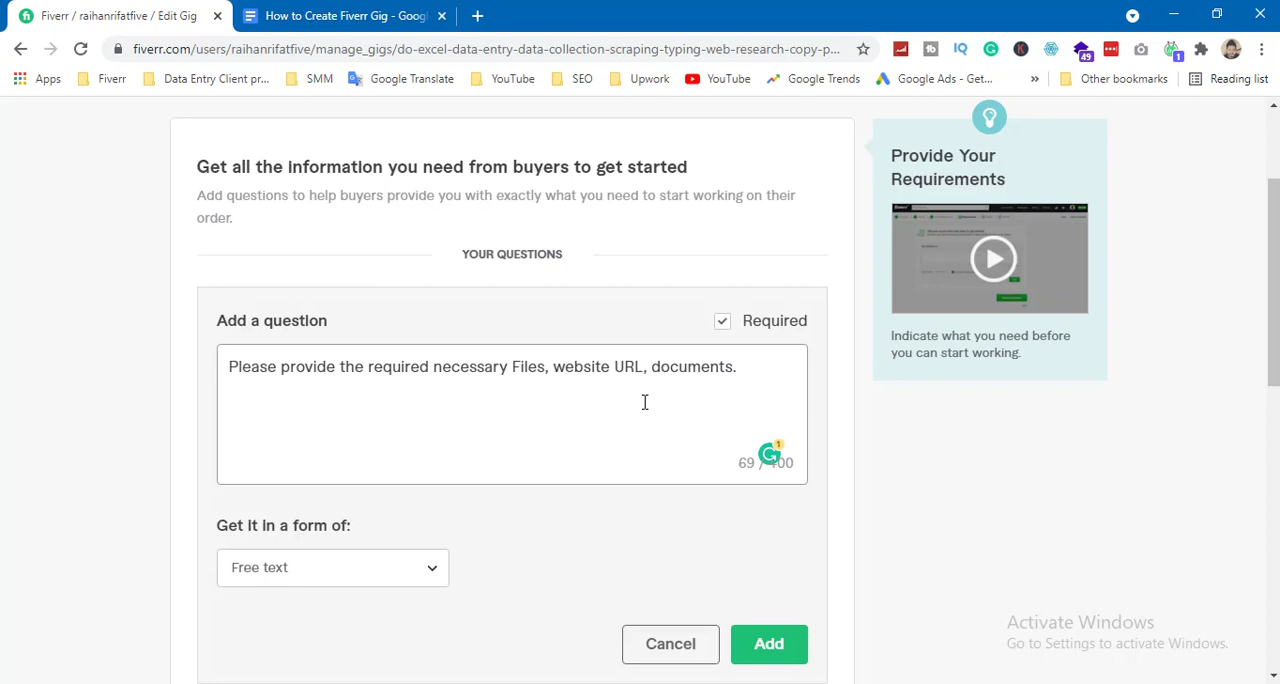 Fiverr / raihanrifatfive / Edit Gig
How to Create Fiverr Gig - Googl
fiverr.com/users/raihanrifatfive/manage_gigs/do-excel-data-entry-data-collection-scraping-typing-web-research-copy-p...
Apps
Fiverr
Data Entry Client pr...
SMM
Google Translate
YouTube
SEO
Upwork
YouTube
Google Trends
Google Ads - Get...
»
Other bookmarks
Reading list
IQ
49
1
Get all the information you need from buyers to get started
Add questions to help buyers provide you with exactly what you need to start working on their
order.
YOUR QUESTIONS
Add a question
Required
Please provide the required necessary Files, website URL, documents.
1
69 / 400
Get it in a form of:
Free text
Cancel
Add
Provide Your
Requirements
Indicate what you need before
you can start working.
Activate Windows
Go to Settings to activate Windows.